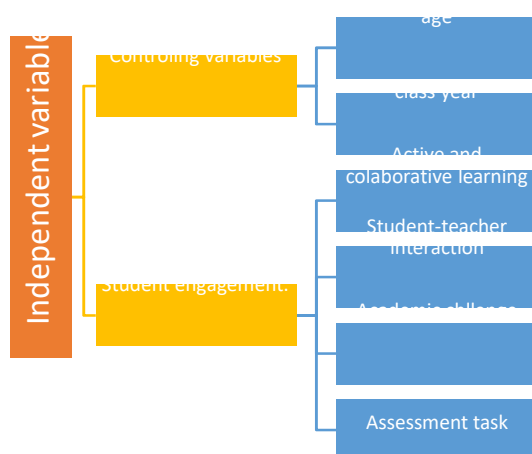 Independent variable
Controling variables
age
class year
Active and
colaborative learning
Student-teacher
interaction
Student engagement.
Academic chllange
Assessment task